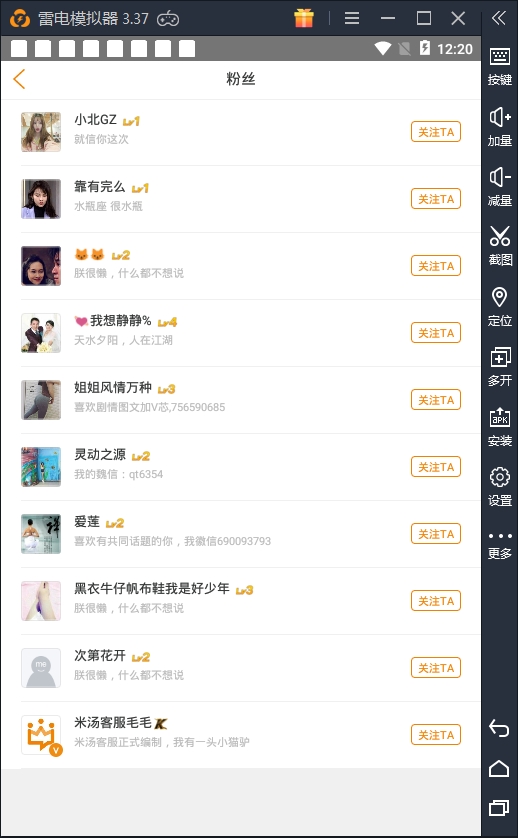 雷电模拟器 3.37
12:20
粉丝
小北GZ Lv1
就信你这次
关注TA
靠有完么 Lv1
水瓶座 很水瓶
关注TA
Lv2
朕很懒，什么都不想说
关注TA
我想静静% Lv4
天水夕阳，人在江湖
关注TA
姐姐风情万种 Lv3
喜欢剧情图文加V芯,756590685
关注TA
灵动之源 Lv2
我的魏信：qt6354
关注TA
爱莲 Lv2
喜欢有共同话题的你，我徽信690093793
关注TA
黑衣牛仔帆布鞋我是好少年 Lv3
朕很懒，什么都不想说
关注TA
me
次第花开 Lv2
朕很懒，什么都不想说
关注TA
V
米汤客服毛毛 K
米汤客服正式编制，我有一头小猫驴
关注TA
按键
加量
减量
截图
定位
多开
APK
安装
设置
更多